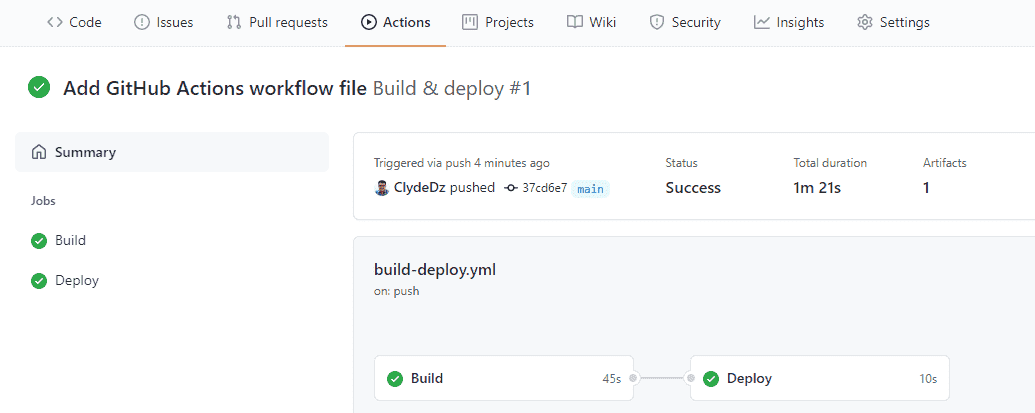 Code Issues Pull requests Actions Projects Wiki Security Insights Settings
Add GitHub Actions workflow file Build & deploy #1
Summary
Jobs
Build
Deploy
Triggered via push 4 minutes ago
ClydeDz pushed 37cd6e7 main
Status
Success
Total duration
1m 21s
Artifacts
1
build-deploy.yml
on: push
Build 45s
Deploy 10s